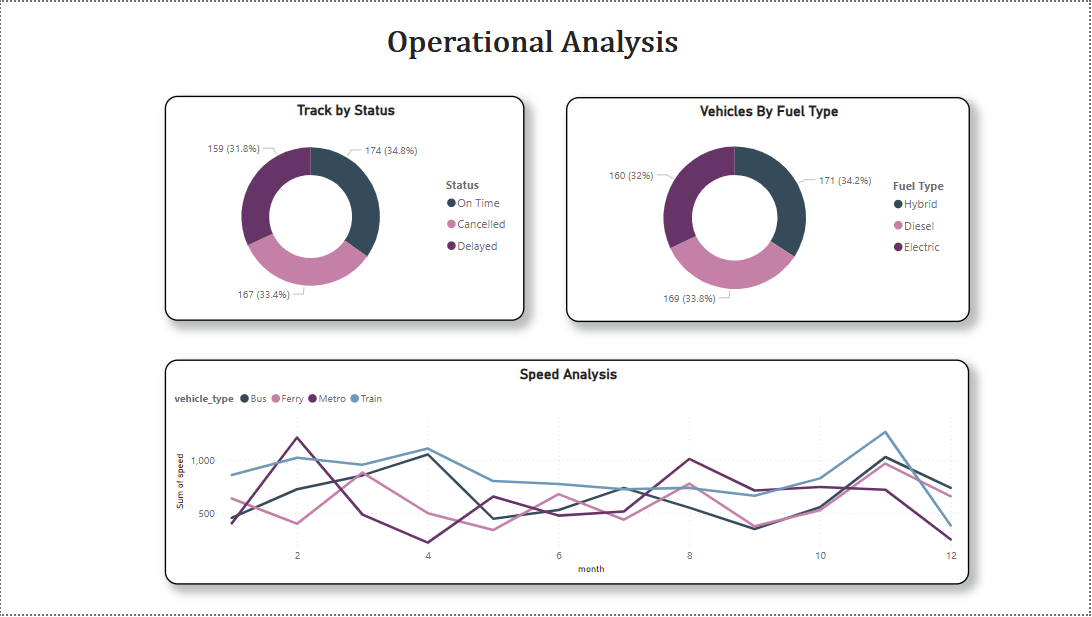 Operational Analysis
Track by Status
159 (31.8%)
174 (34.8%)
167 (33.4%)
Status
On Time
Cancelled
Delayed
Vehicles By Fuel Type
160 (32%)
171 (34.2%)
169 (33.8%)
Fuel Type
Hybrid
Diesel
Electric
Speed Analysis
vehicle_type Bus Ferry Metro Train
Sum of speed
1,000
500
2 4 6 8 10 12
month